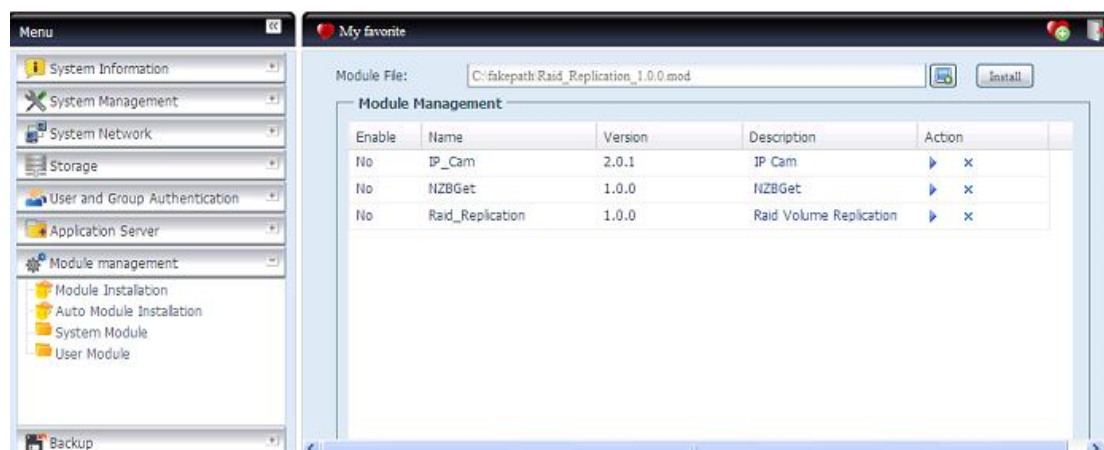 Menu
System Information
System Management
System Network
Storage
User and Group Authentication
Application Server
Module management
Module Installation
Auto Module Installation
System Module
User Module
Backup
My favorite
Module File: C:\fakepath\Raid_Replication_1.0.0.mod Install
Module Management
Enable Name Version Description Action
No IP_Cam 2.0.1 IP Cam
No NZBGet 1.0.0 NZBGet
No Raid_Replication 1.0.0 Raid Volume Replication